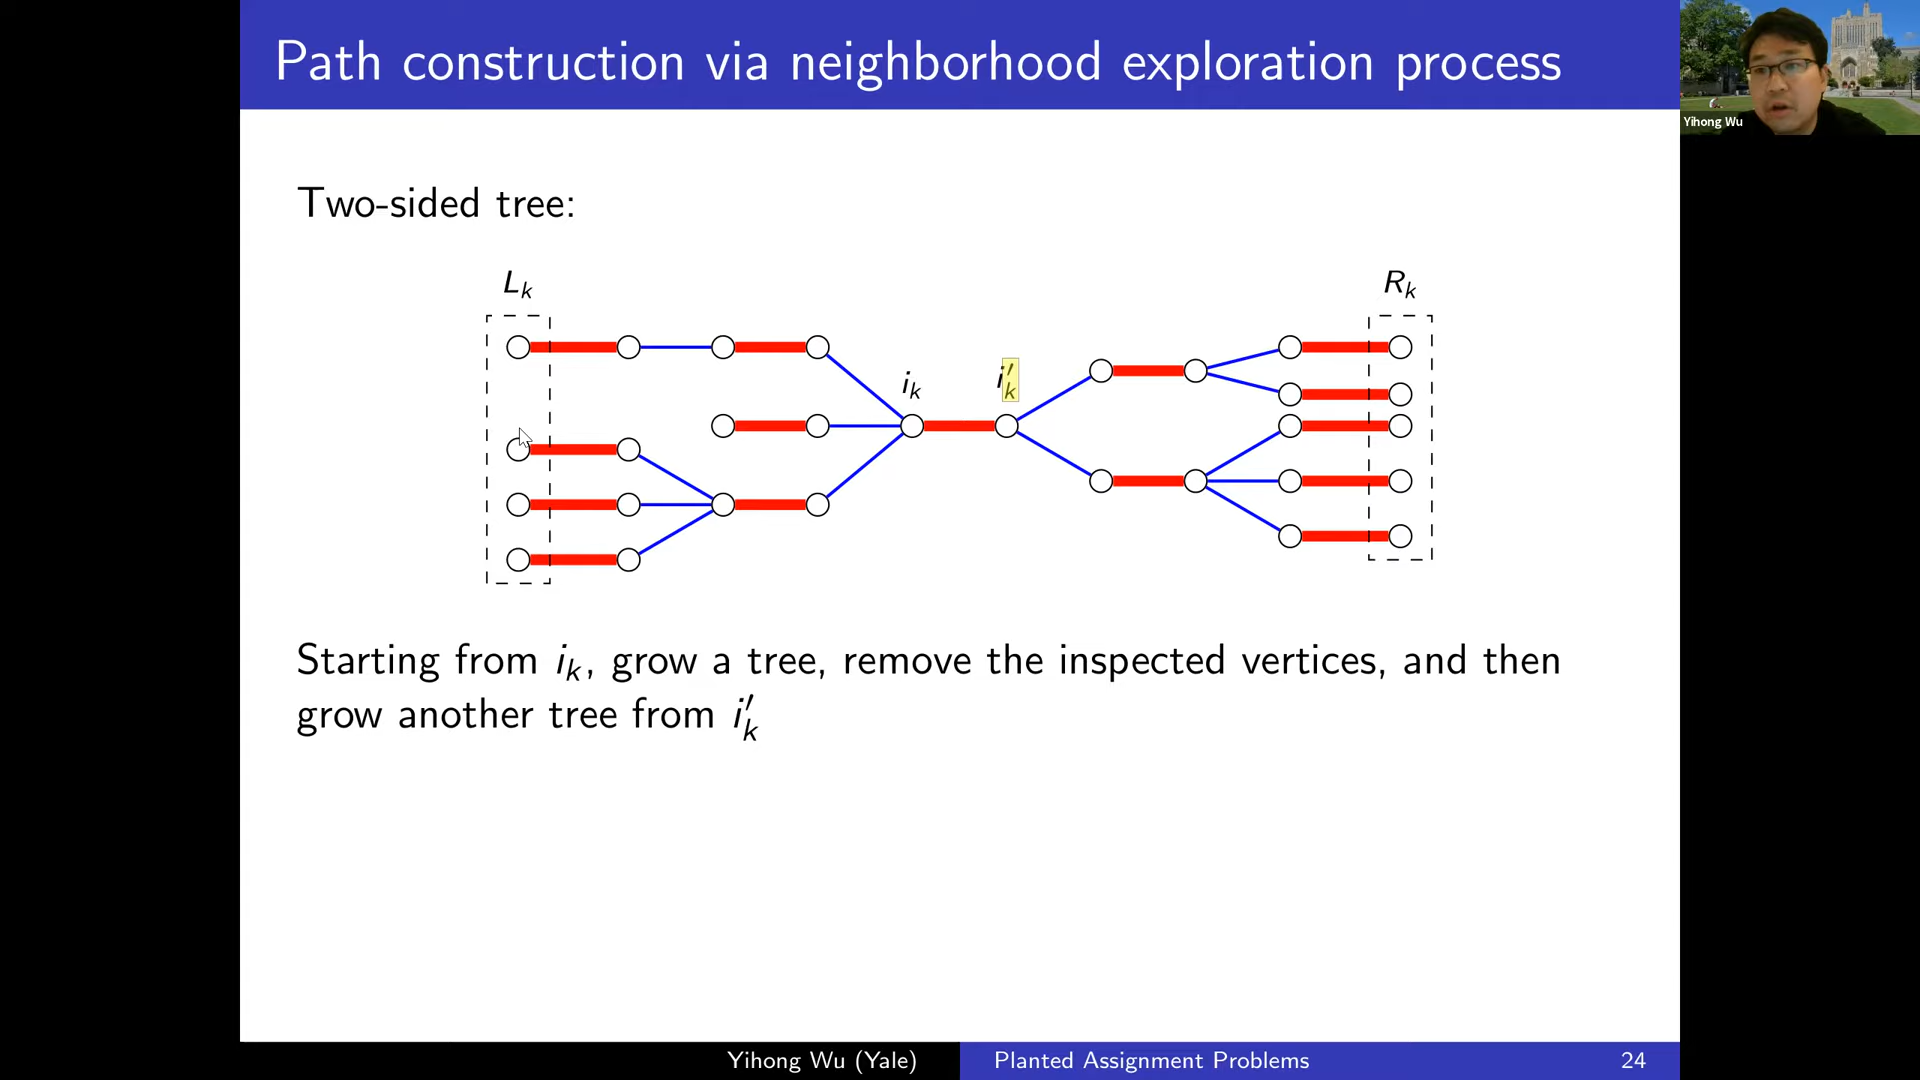 Path construction via neighborhood exploration process
Yihong Wu
Two-sided tree:
L_k
R_k
i_k
i'_k
Starting from i_k, grow a tree, remove the inspected vertices, and then
grow another tree from i'_k
Yihong Wu (Yale)
Planted Assignment Problems
24